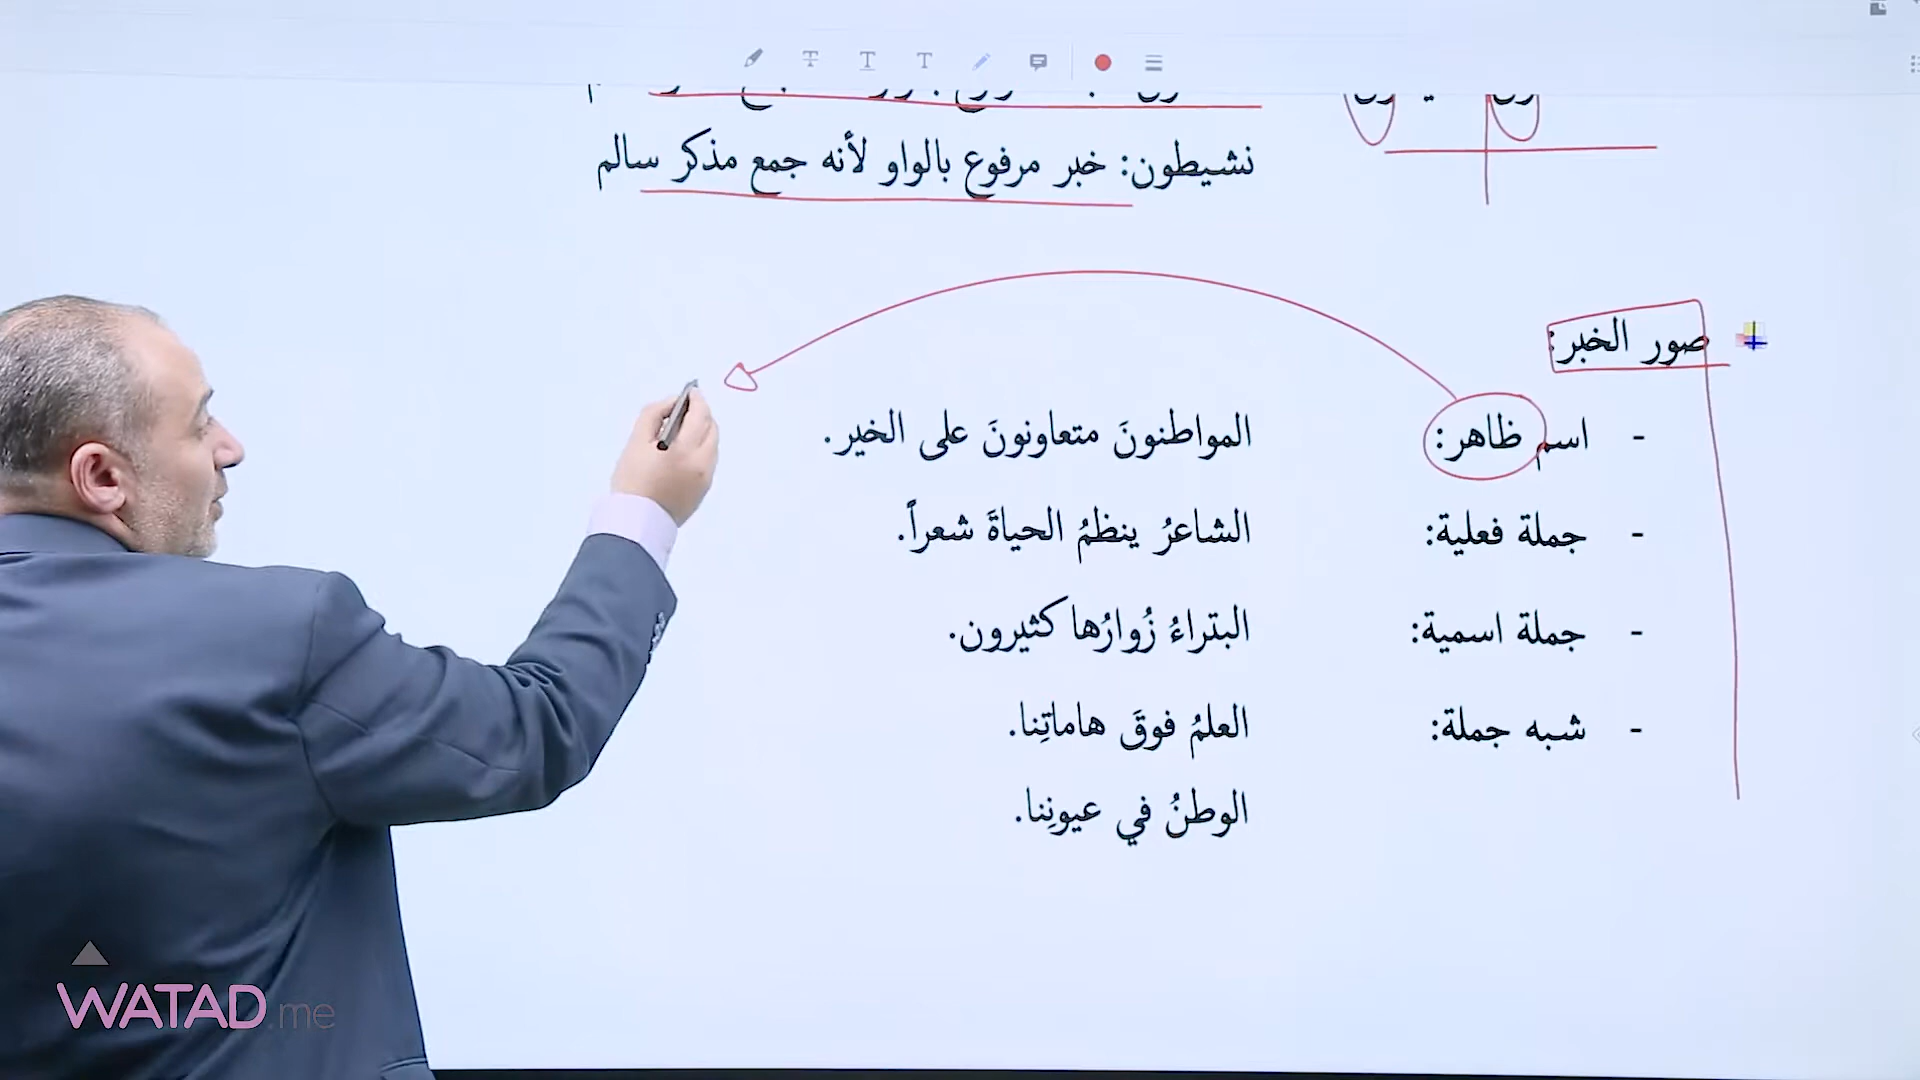 نشيطون: خبر مرفوع بالواو لأنه جمع مذكر سالم
صور الخبر:
- اسم ظاهر: المواطنونَ متعاونونَ على الخير.
- جملة فعلية: الشاعرُ ينظمُ الحياةَ شعراً.
- جملة اسمية: البتراءُ زُوارُها كثيرون.
- شبه جملة: العلمُ فوقَ هاماتِنا.
الوطنُ في عيونِنا.
WATAD.me